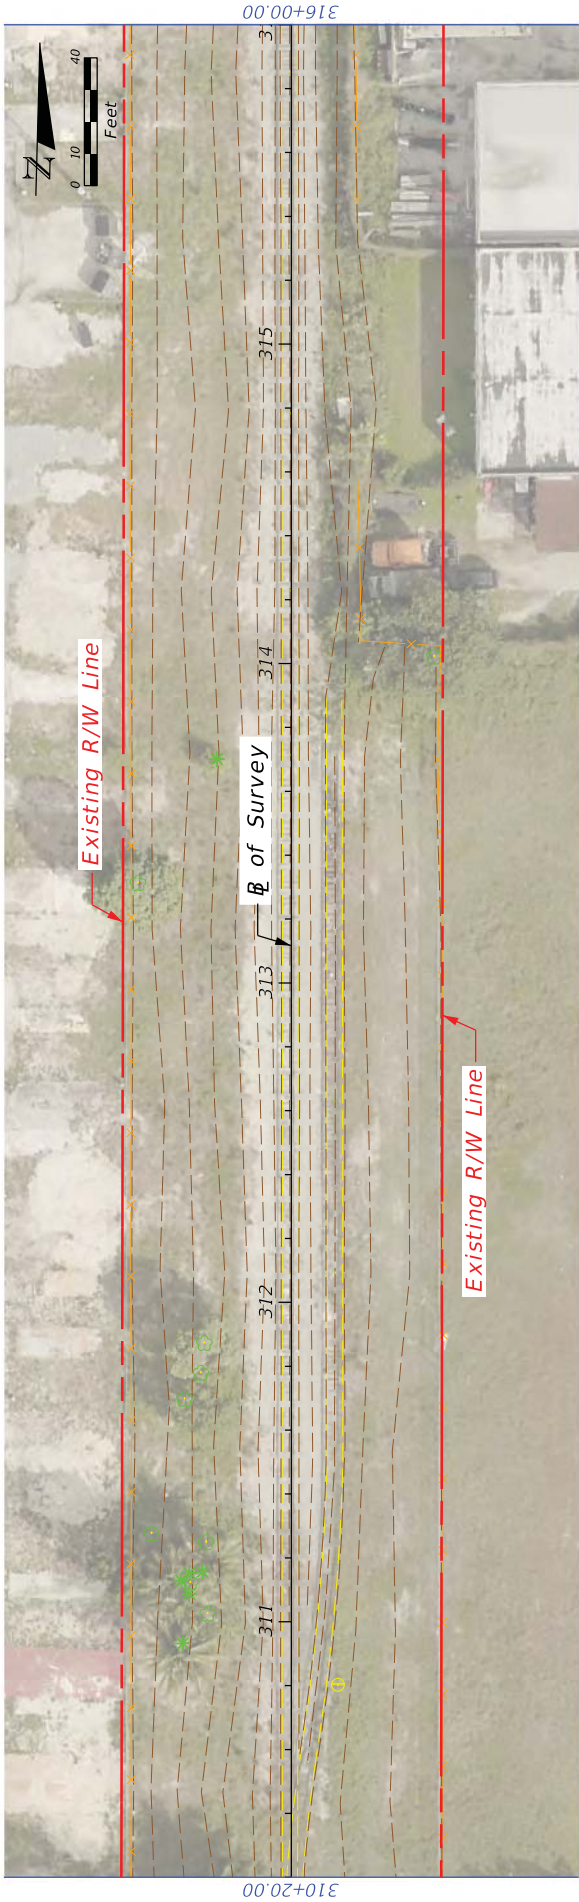 316+00.00
N
0 10 40
Feet
31
315
Existing R/W Line
314
℄ of Survey
313
Existing R/W Line
312
311
310+20.00